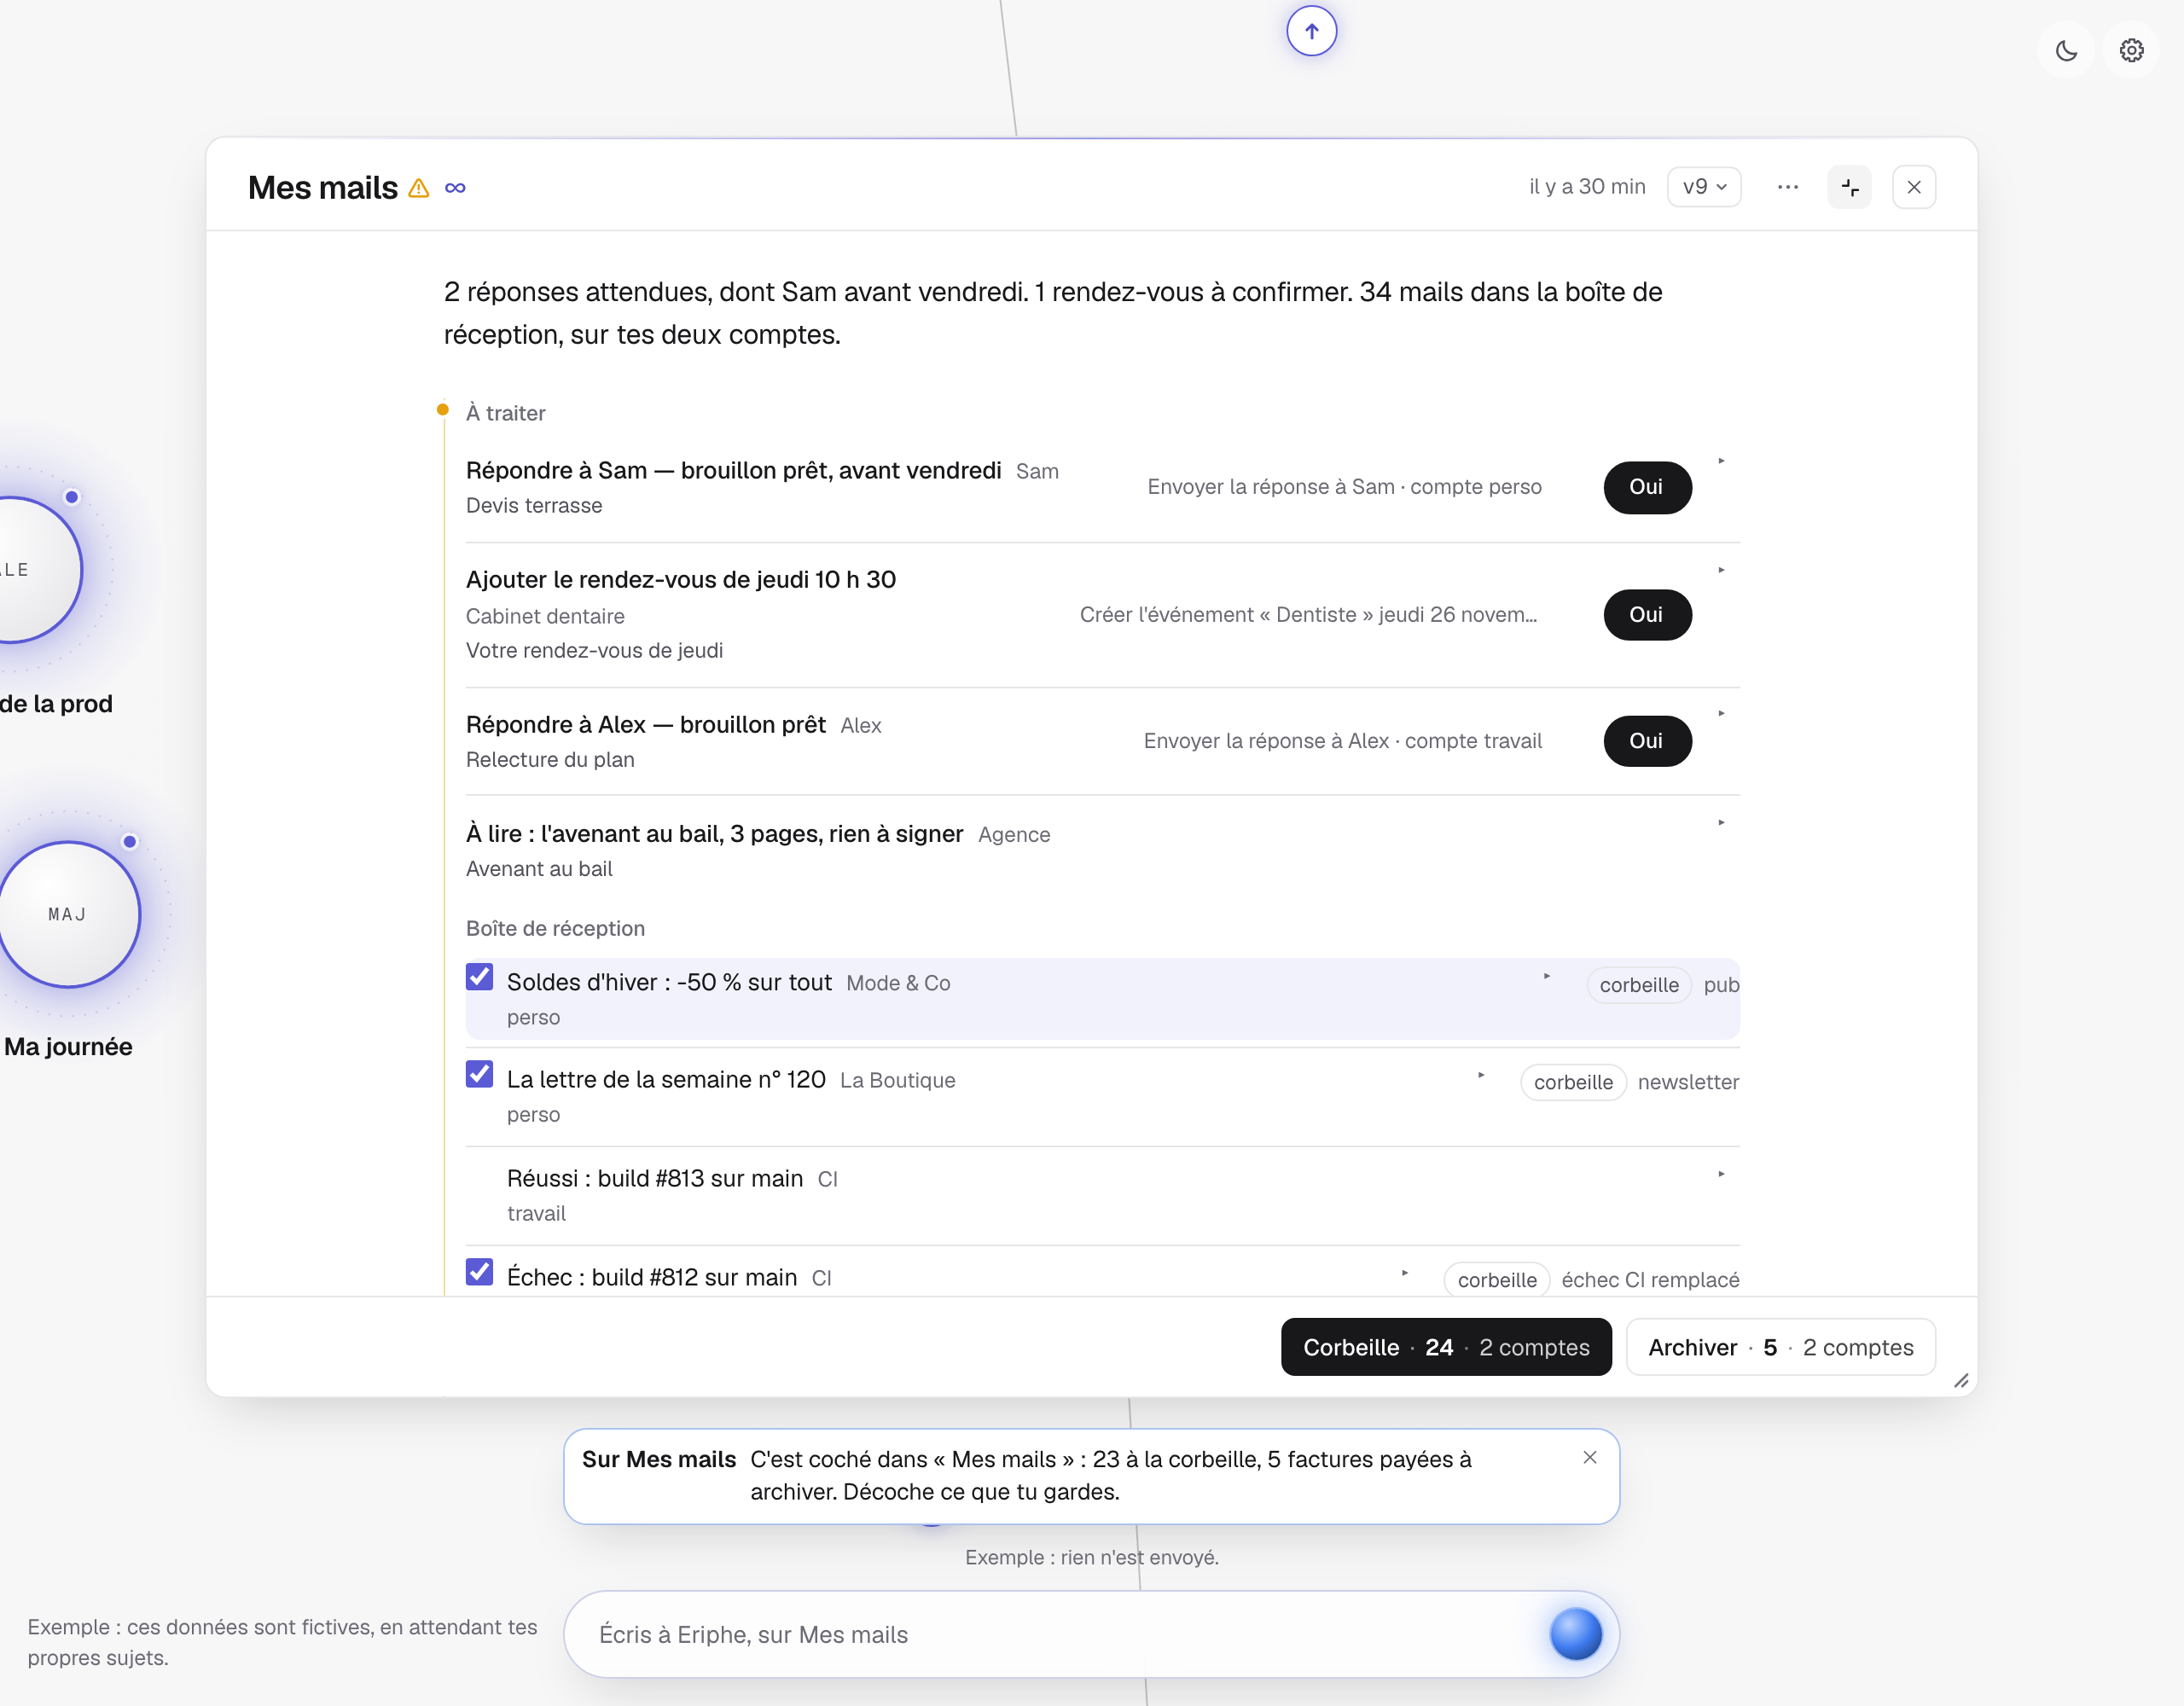 Mes mails
il y a 30 min
v9
2 réponses attendues, dont Sam avant vendredi. 1 rendez-vous à confirmer. 34 mails dans la boîte de
réception, sur tes deux comptes.
À traiter
Répondre à Sam — brouillon prêt, avant vendredi Sam
Devis terrasse
Envoyer la réponse à Sam · compte perso
Oui
Ajouter le rendez-vous de jeudi 10 h 30
Cabinet dentaire
Votre rendez-vous de jeudi
Créer l'événement « Dentiste » jeudi 26 novem...
Oui
Répondre à Alex — brouillon prêt Alex
Relecture du plan
Envoyer la réponse à Alex · compte travail
Oui
À lire : l'avenant au bail, 3 pages, rien à signer Agence
Avenant au bail
Boîte de réception
Soldes d'hiver : -50 % sur tout Mode & Co
perso
corbeille pub
La lettre de la semaine n° 120 La Boutique
perso
corbeille newsletter
Réussi : build #813 sur main CI
travail
Échec : build #812 sur main CI
corbeille échec CI remplacé
Corbeille · 24 · 2 comptes
Archiver · 5 · 2 comptes
LE
de la prod
MAJ
Ma journée
Sur Mes mails C'est coché dans « Mes mails » : 23 à la corbeille, 5 factures payées à
archiver. Décoche ce que tu gardes.
Exemple : rien n'est envoyé.
Écris à Eriphe, sur Mes mails
Exemple : ces données sont fictives, en attendant tes
propres sujets.